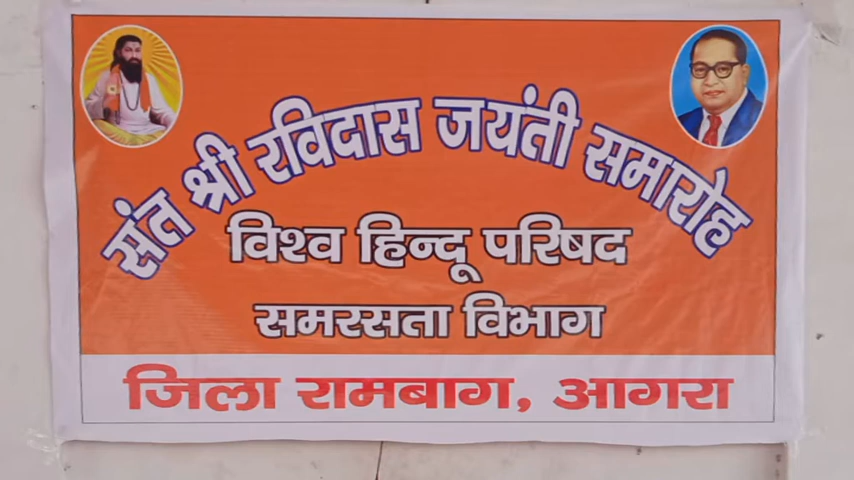 संत श्री रविदास जयंती समारोह
विश्व हिन्दू परिषद
समरसता विभाग
जिला रामबाग, आगरा